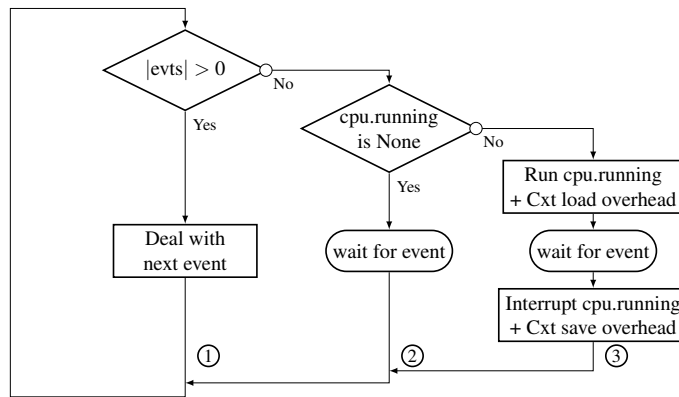 |evts| > 0
No
Yes
cpu.running
is None
No
Yes
Run cpu.running
+ Cxt load overhead
Deal with
next event
wait for event
wait for event
Interrupt cpu.running
+ Cxt save overhead
1
2
3